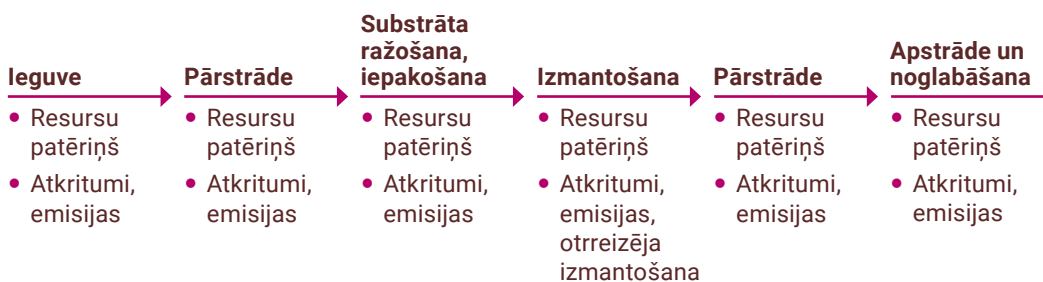 Ieguve
• Resursu
patēriņš
• Atkritumi,
emisijas
Pārstrāde
• Resursu
patēriņš
• Atkritumi,
emisijas
Substrāta
ražošana,
iepakošana
• Resursu
patēriņš
• Atkritumi,
emisijas
Izmantošana
• Resursu
patēriņš
• Atkritumi,
emisijas,
otrreizēja
izmantošana
Pārstrāde
• Resursu
patēriņš
• Atkritumi,
emisijas
Apstrāde un
noglabāšana
• Resursu
patēriņš
• Atkritumi,
emisijas